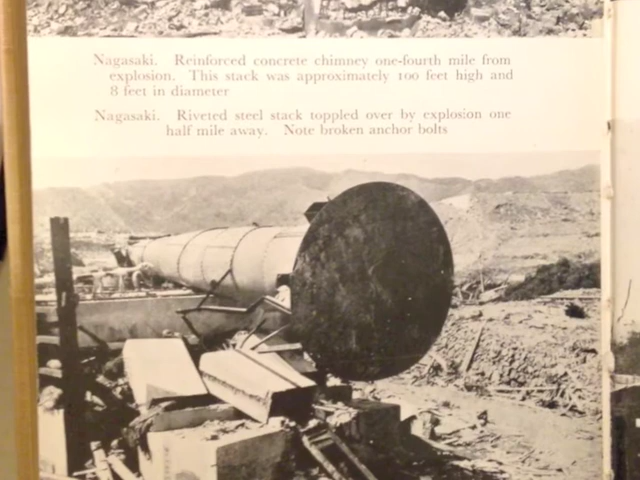 Nagasaki. Reinforced concrete chimney one-fourth mile from
explosion. This stack was approximately 100 feet high and
8 feet in diameter
Nagasaki. Riveted steel stack toppled over by explosion one
half mile away. Note broken anchor bolts